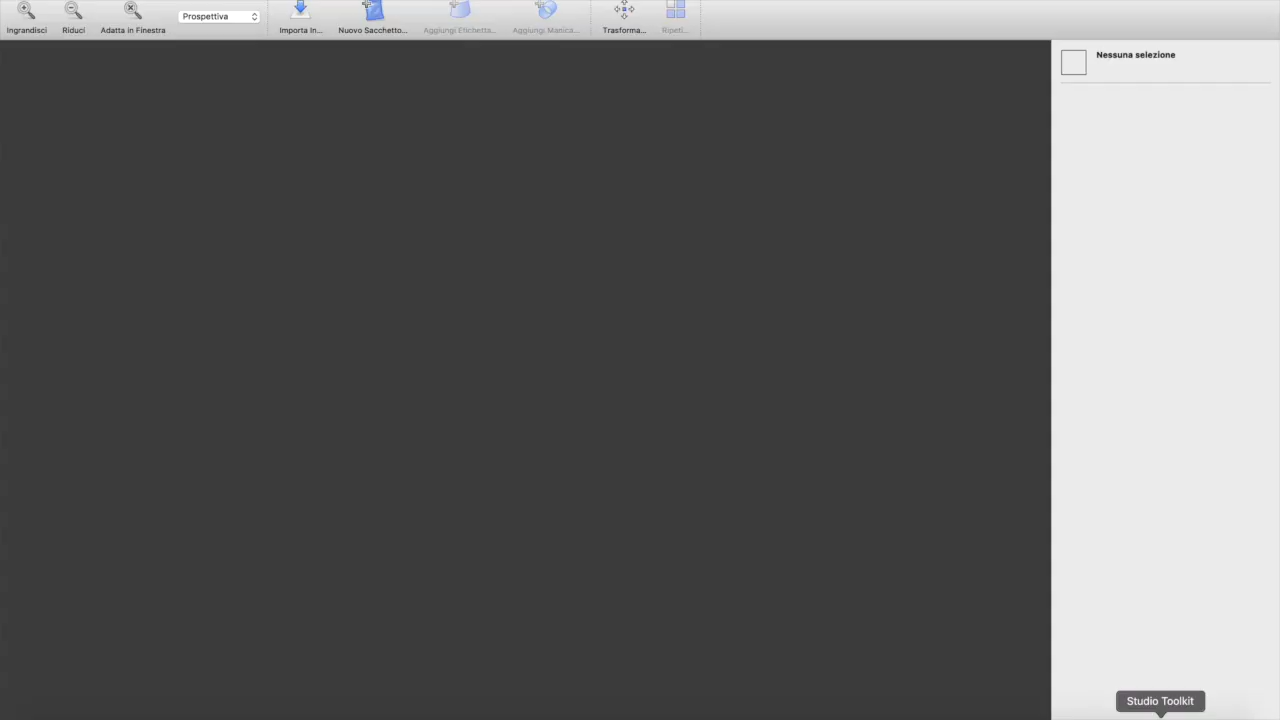 Prospettiva
Ingrandisci
Riduci
Adatta in Finestra
Importa In...
Nuovo Sacchetto...
Aggiungi Etichetta...
Aggiungi Manica...
Trasforma...
Ripeti...
Nessuna selezione
Studio Toolkit